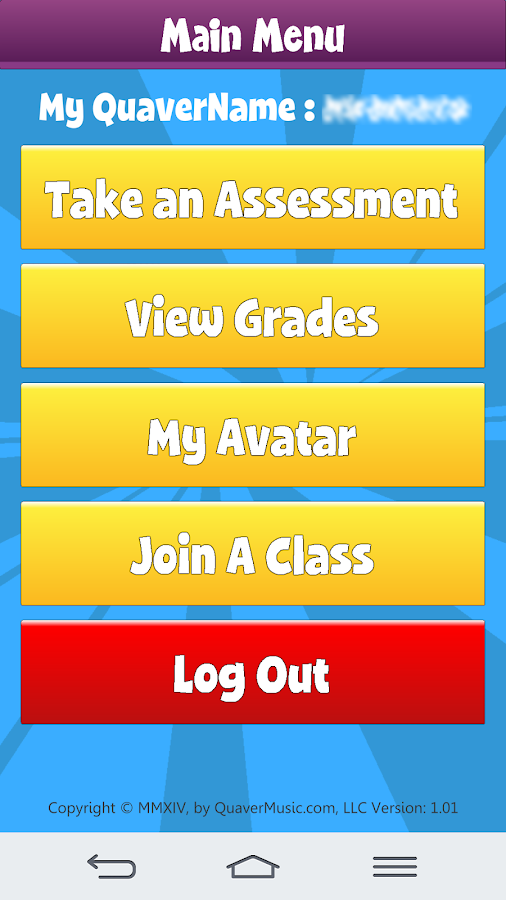 Main Menu
My QuaverName :
Take an Assessment
View Grades
My Avatar
Join A Class
Log Out
Copyright © MMXIV, by QuaverMusic.com, LLC Version: 1.01